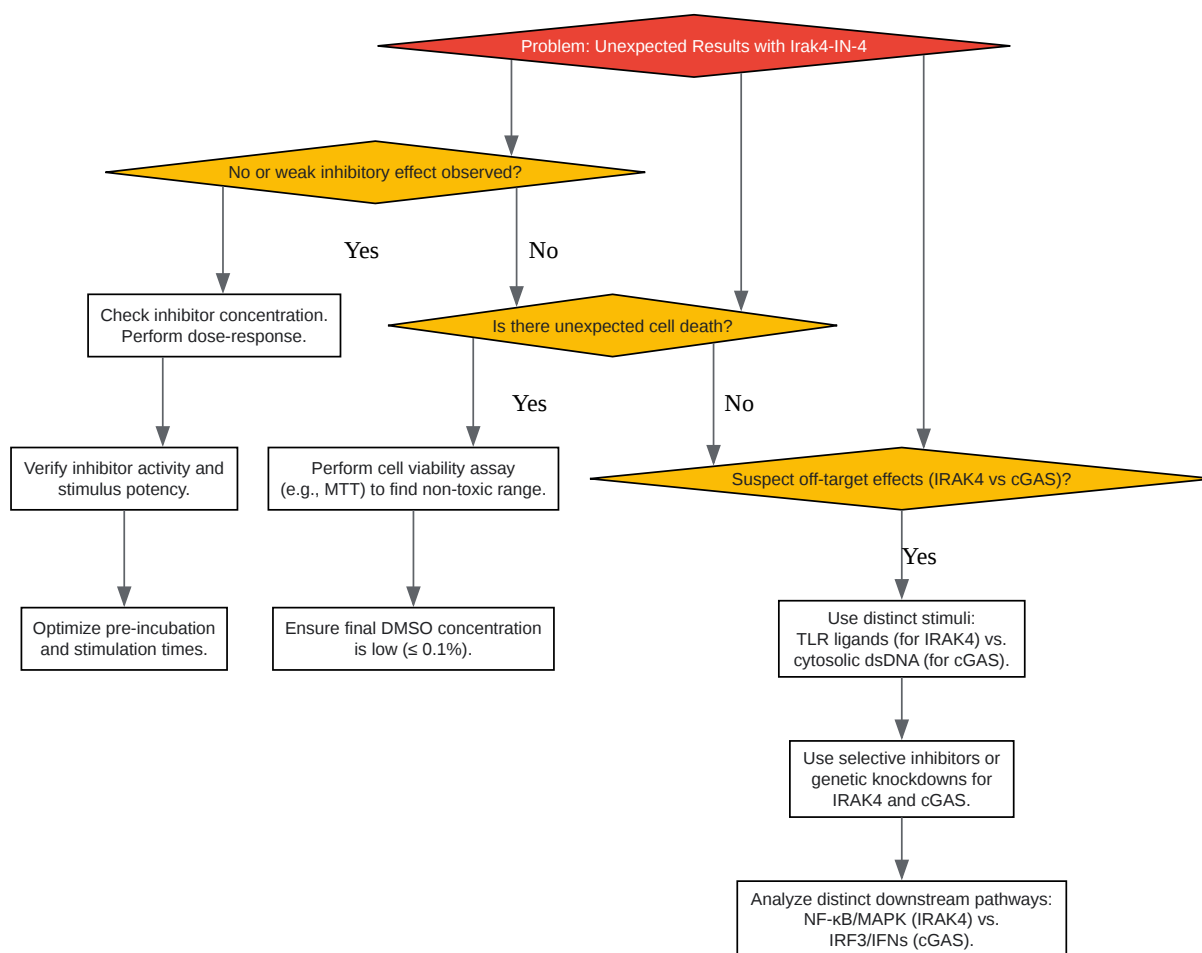 Problem: Unexpected Results with Irak4-IN-4
No or weak inhibitory effect observed?
Yes
No
Check inhibitor concentration.
Perform dose-response.
Is there unexpected cell death?
Yes
No
Verify inhibitor activity and
stimulus potency.
Perform cell viability assay
(e.g., MTT) to find non-toxic range.
Suspect off-target effects (IRAK4 vs cGAS)?
Yes
Optimize pre-incubation
and stimulation times.
Ensure final DMSO concentration
is low (≤ 0.1%).
Use distinct stimuli:
TLR ligands (for IRAK4) vs.
cytosolic dsDNA (for cGAS).
Use selective inhibitors or
genetic knockdowns for
IRAK4 and cGAS.
Analyze distinct downstream pathways:
NF-κB/MAPK (IRAK4) vs.
IRF3/IFNs (cGAS).